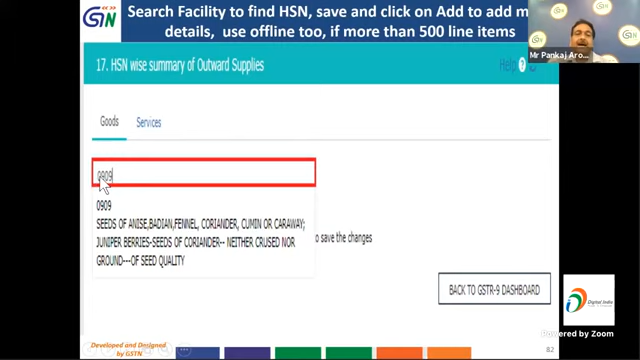 Search Facility to find HSN, save and click on Add to add m
details, use offline too, if more than 500 line items
GSTN
Mr Pankaj Aro...
17. HSN wise summary of Outward Supplies
Help ?
Goods
Services
0909
0909
SEEDS OF ANISE,BADIAN,FENNEL, CORIANDER, CUMIN OR CARAWAY;
JUNIPER BERRIES-SEEDS OF CORIANDER-- NEITHER CRUSED NOR
GROUND---OF SEED QUALITY
to save the changes
BACK TO GSTR-9 DASHBOARD
Digital India
Powered by Zoom
Developed and Designed
by GSTN
82